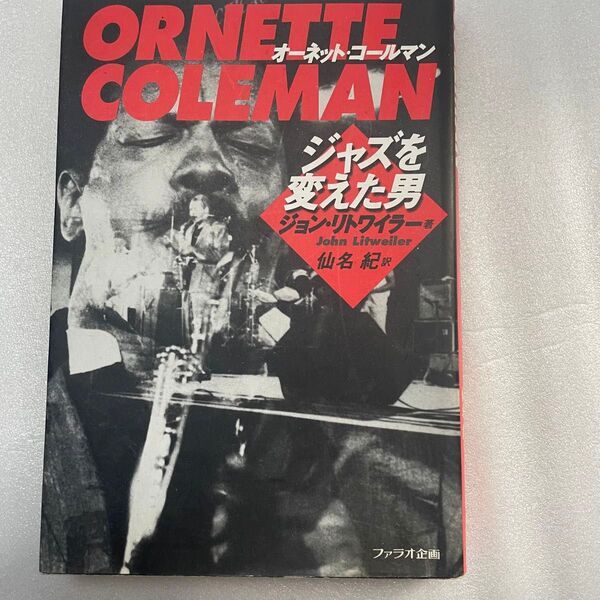 ORNETTE
オーネット・コールマン
COLEMAN
ジャズを
変えた男
ジョン・リトワイラー著
John Litweiler
仙名 紀訳
ファラオ企画